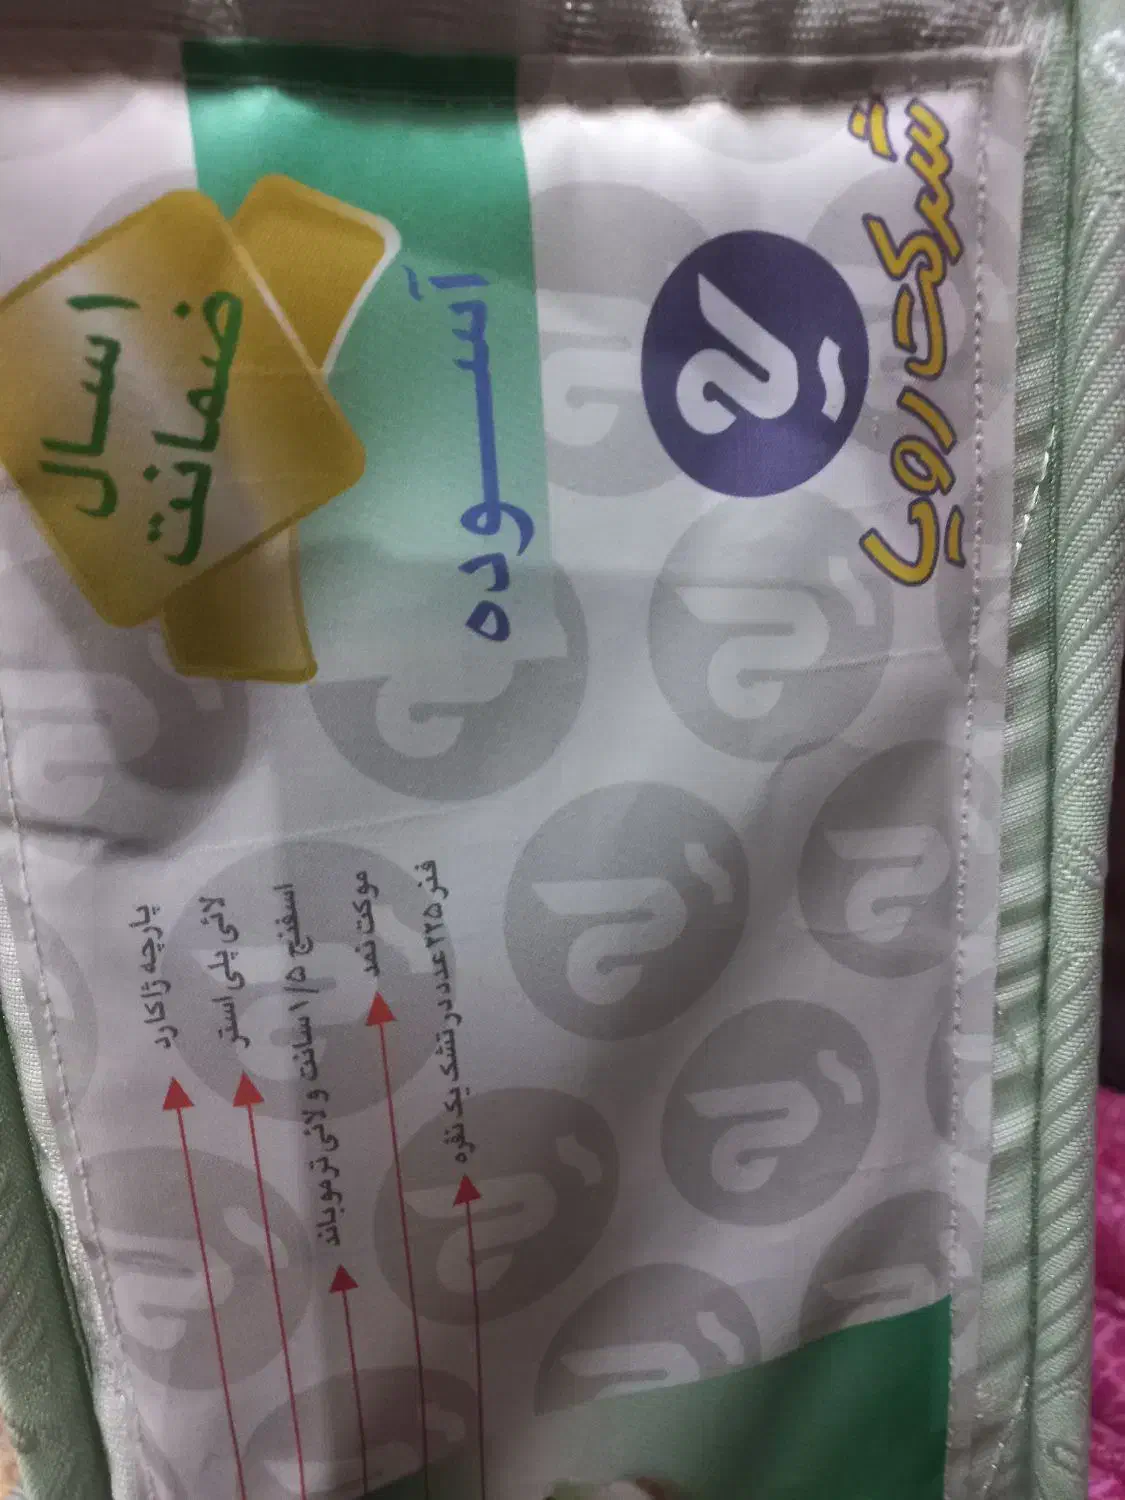 شرکت رویا
آسوده
۱سال
ضمانت
پارچه ژاکارد
لائی پلی استر
اسفنج ۱/۵ سانت و لائی ترموباند
موکت نمد
فنر ۲۲۵ عدد در تشک یک نفره